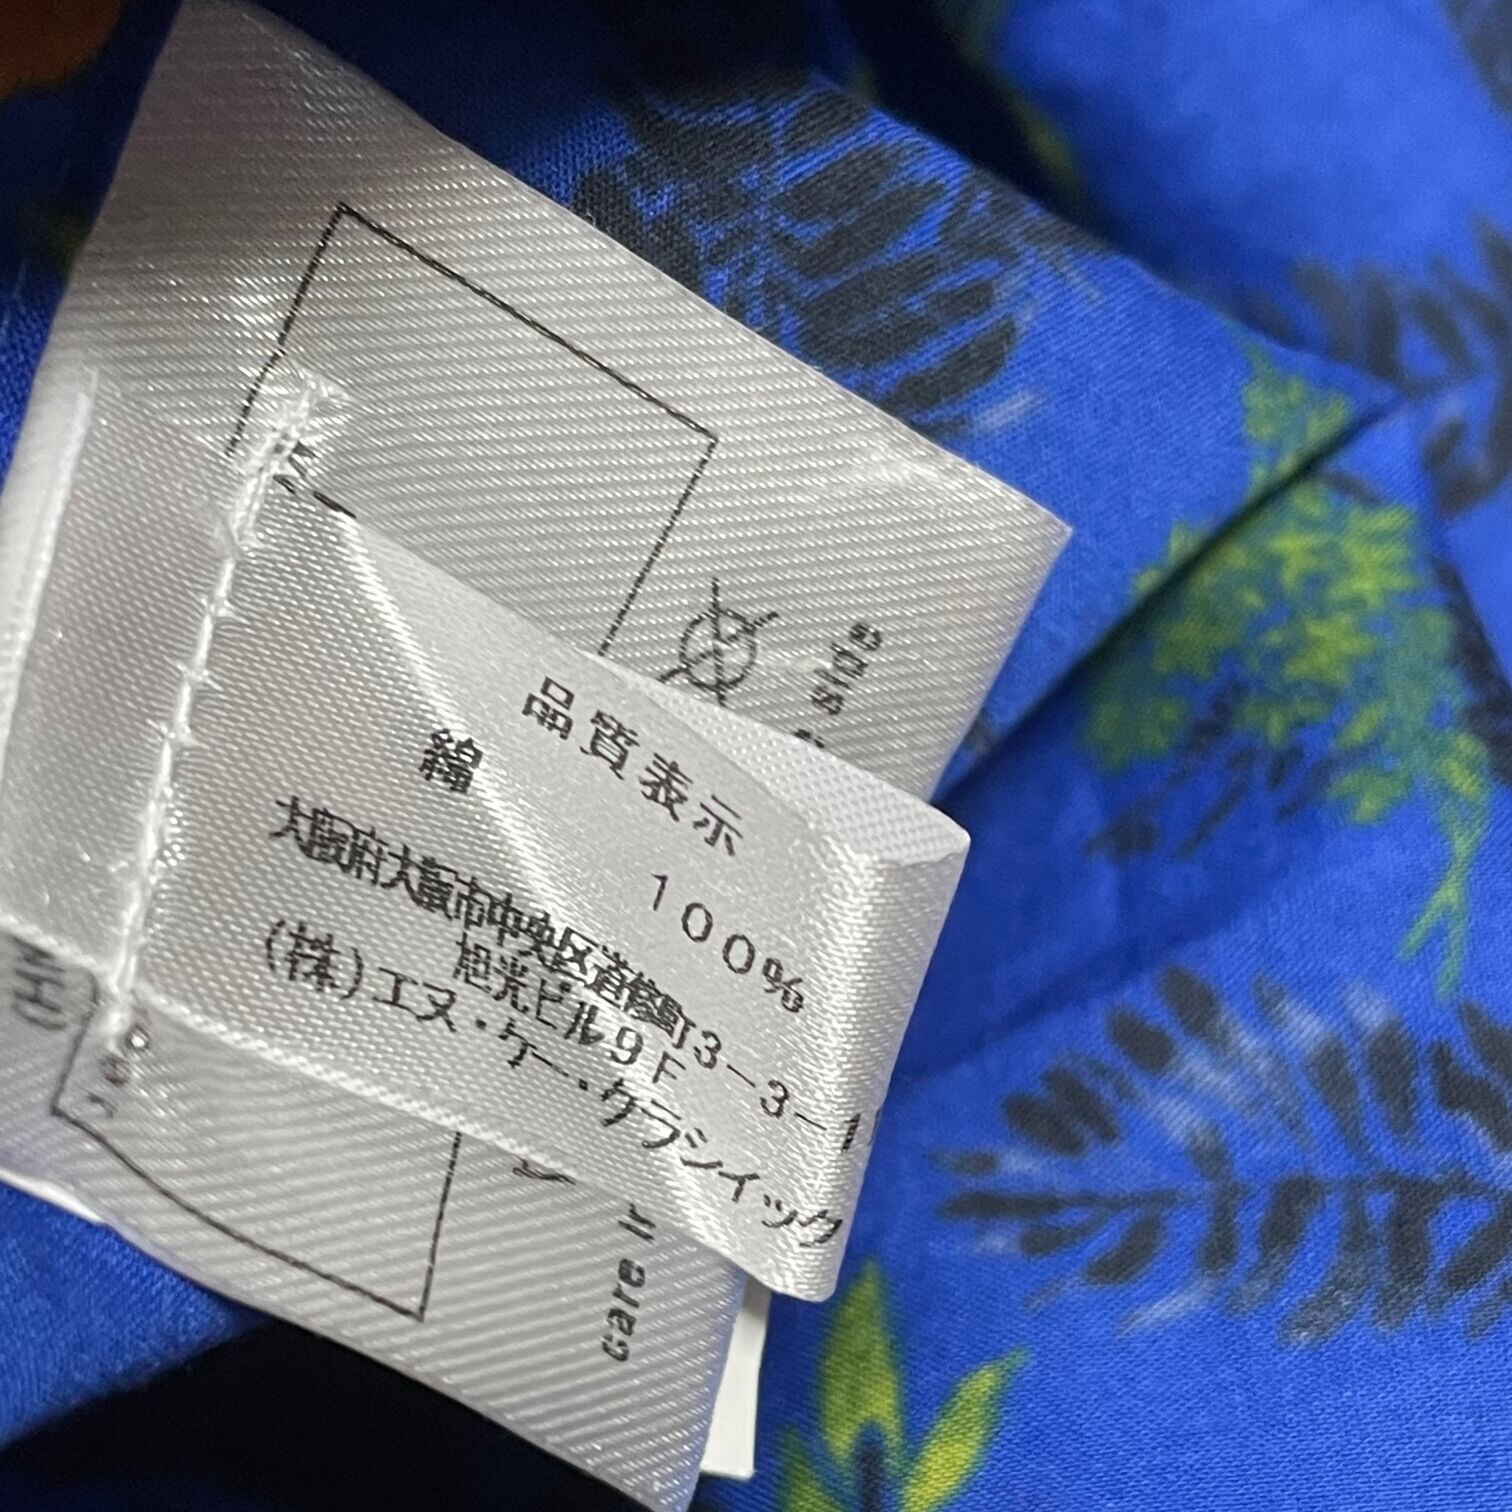 品質表示
綿 100%
大阪府大阪市中央区道修町3-3-1
旭光ビル9F
(株)エヌ・ケー・クラシイック
care